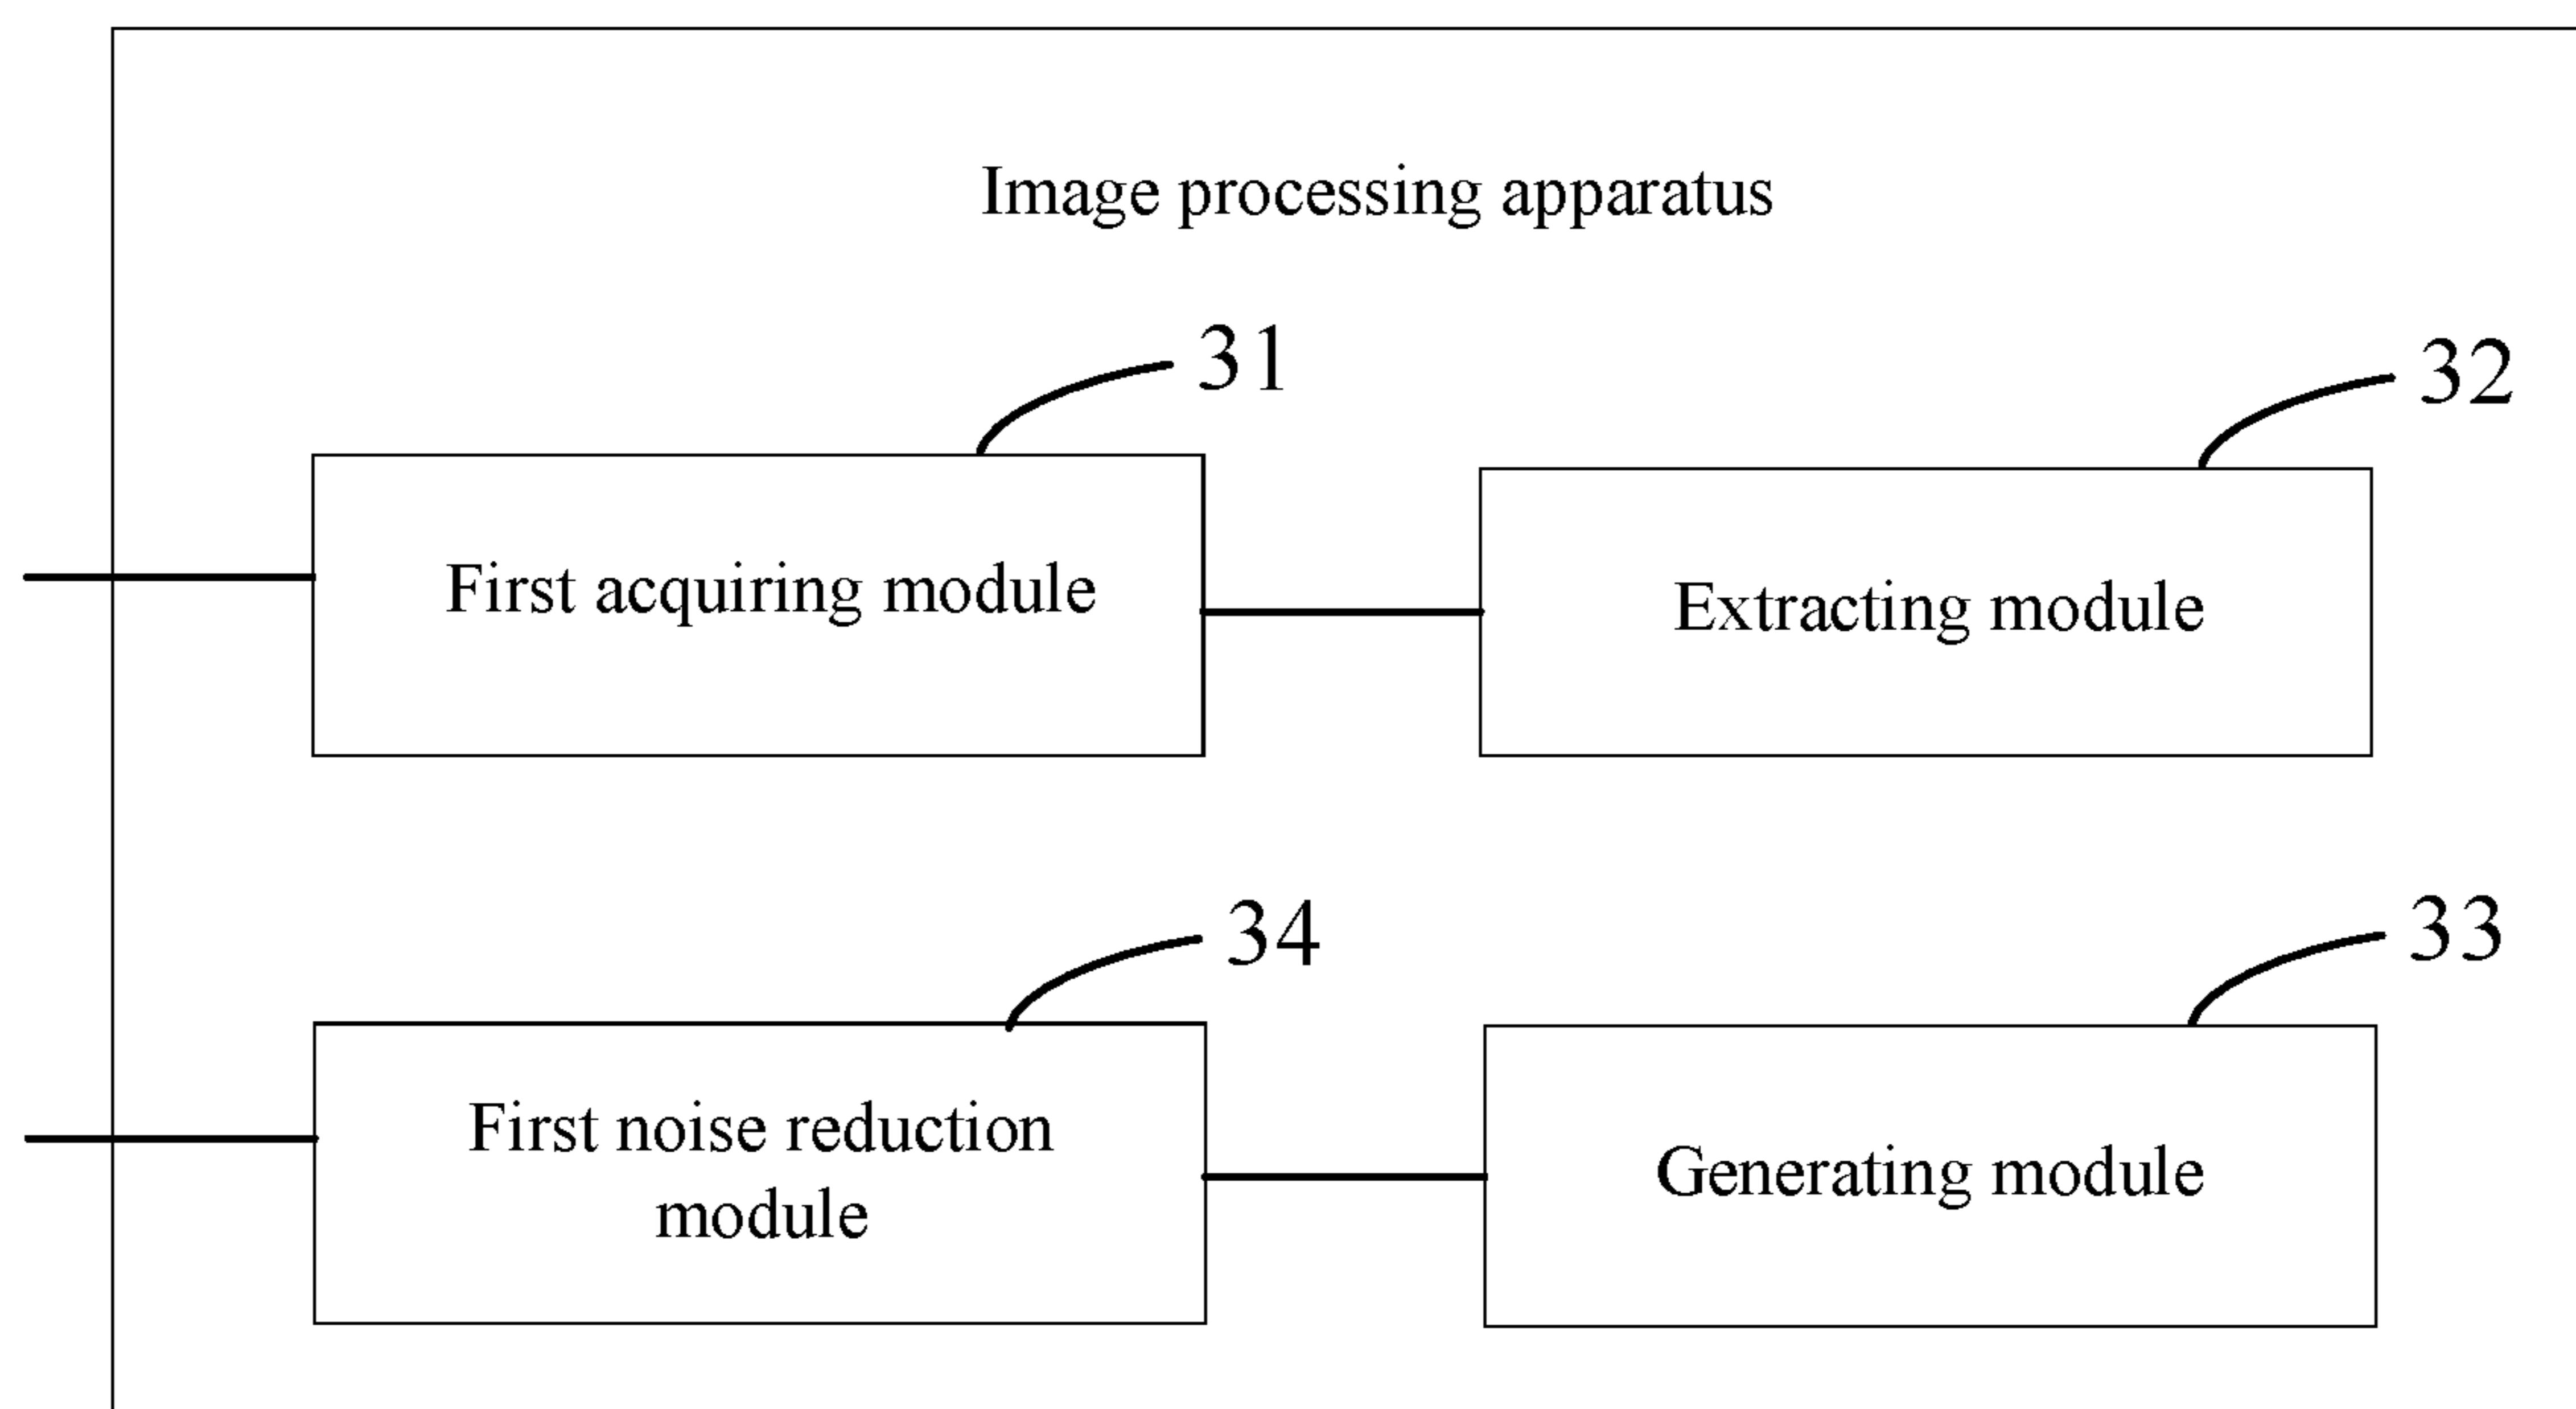 Image processing apparatus
31
32
First acquiring module
Extracting module
34
33
First noise reduction
module
Generating module